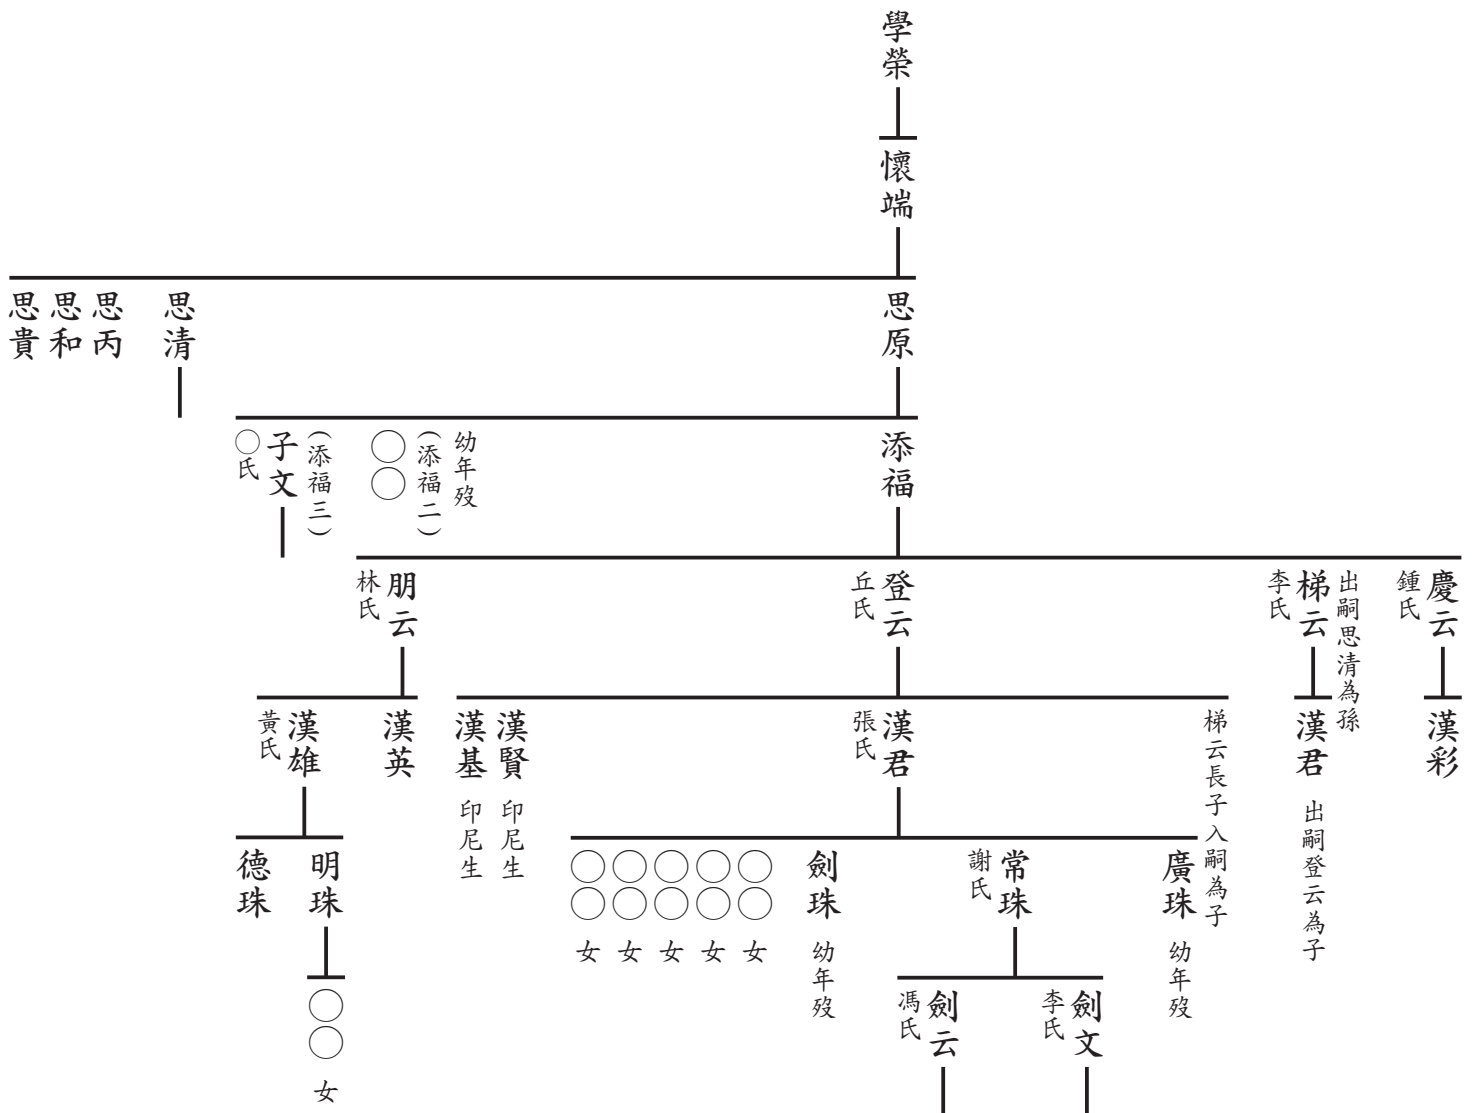 學榮
懷端
思原
思清
思丙
思和
思貴
添福
幼年歿
(添福二)
○○
(添福三)
子文
○氏
慶云
鍾氏
出嗣思清為孫
梯云
李氏
登云
丘氏
朋云
林氏
漢彩
漢君 出嗣登云為子
梯云長子入嗣為子
漢君
張氏
漢賢 印尼生
漢基 印尼生
漢英
漢雄
黃氏
廣珠 幼年歿
常珠
謝氏
劍珠 幼年歿
○○ 女
○○ 女
○○ 女
○○ 女
○○ 女
明珠
德珠
劍文
李氏
劍云
馮氏
○○ 女